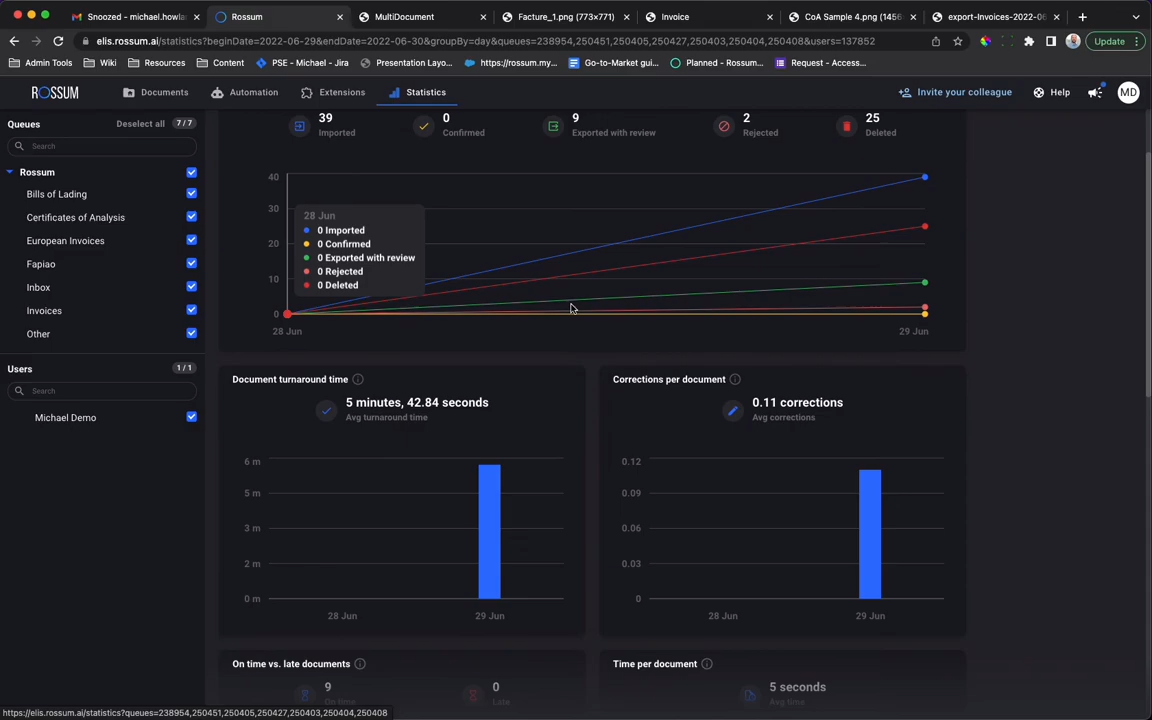 Snoozed - michael.howla
Rossum
MultiDocument
Facture_1.png (773×771)
Invoice
CoA Sample 4.png (1456×
export-Invoices-2022-06-
elis.rossum.ai/statistics?beginDate=2022-06-29&endDate=2022-06-30&groupBy=day&queues=238954,250451,250405,250427,250403,250404,250408&users=137852
Update
Admin Tools
Wiki
Resources
Content
PSE - Michael - Jira
Presentation Layo...
https://rossum.my...
Go-to-Market gui...
Planned - Rossum...
Request - Access...
ROSSUM
Documents
Automation
Extensions
Statistics
Invite your colleague
Help
MD
Queues
Deselect all
7/7
Search
Rossum
Bills of Lading
Certificates of Analysis
European Invoices
Fapiao
Inbox
Invoices
Other
Users
1/1
Search
Michael Demo
39
Imported
0
Confirmed
9
Exported with review
2
Rejected
25
Deleted
40
30
20
10
0
28 Jun
0 Imported
0 Confirmed
0 Exported with review
0 Rejected
0 Deleted
28 Jun
29 Jun
Document turnaround time
5 minutes, 42.84 seconds
Avg turnaround time
6 m
5 m
3 m
2 m
0 m
28 Jun
29 Jun
Corrections per document
0.11 corrections
Avg corrections
0.12
0.09
0.06
0.03
0
28 Jun
29 Jun
On time vs. late documents
9
On time
0
Late
Time per document
5 seconds
Avg time
https://elis.rossum.ai/statistics?queues=238954,250451,250405,250427,250403,250404,250408